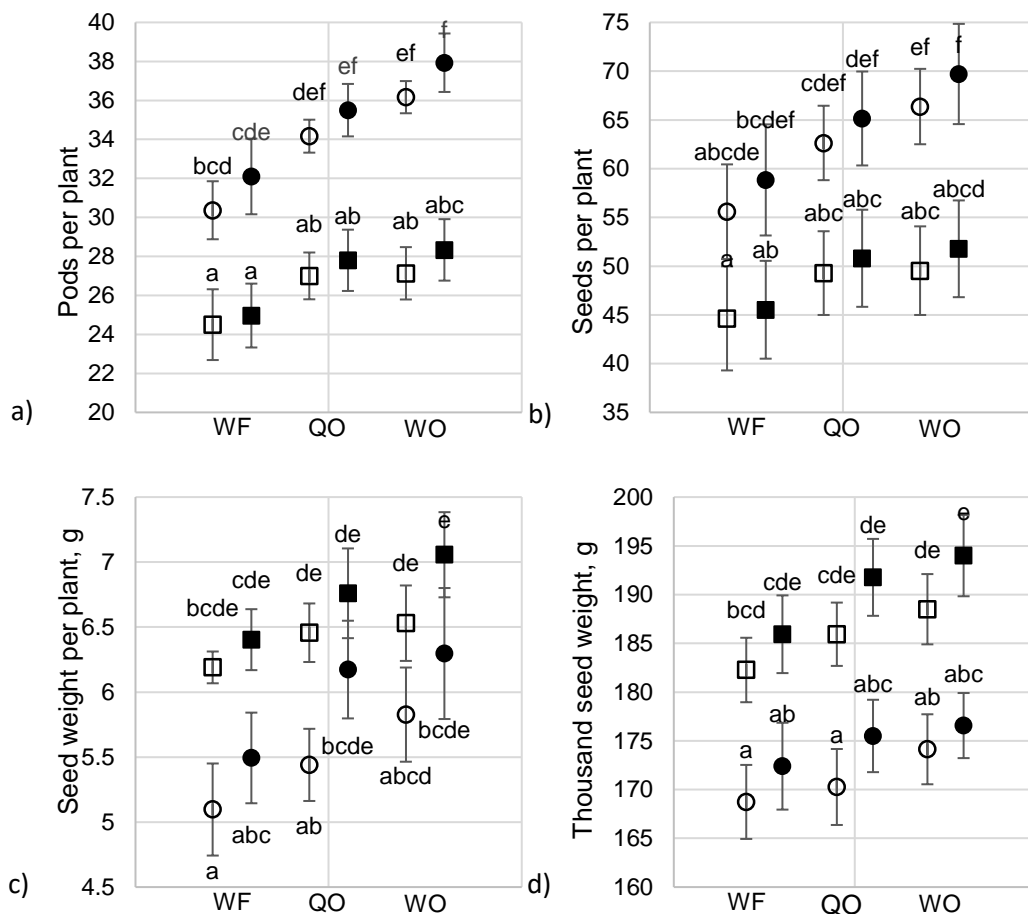 a)
Pods per plant
40
38
36
34
32
30
28
26
24
22
20
f
ef
ef
def
cde
bcd
abc
ab
ab
ab
a
a
WF
QO
WO
b)
Seeds per plant
75
70
65
60
55
50
45
40
35
f
ef
def
cdef
bcdef
abcde
abcd
abc
abc
abc
ab
a
WF
QO
WO
c)
Seed weight per plant, g
7.5
7
6.5
6
5.5
5
4.5
e
de
de
de
cde
bcde
bcde
bcde
abcd
abc
ab
a
WF
QO
WO
d)
Thousand seed weight, g
200
195
190
185
180
175
170
165
160
e
de
de
cde
cde
bcd
abc
abc
ab
ab
a
a
WF
QO
WO